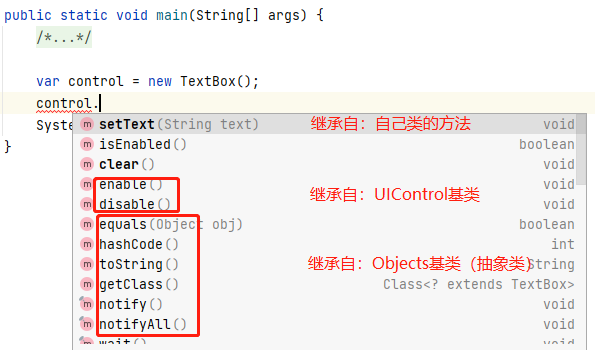 public static void main(String[] args) {
/*...*/
var control = new TextBox();
control.
Syste
}
setText(String text) 继承自：自己类的方法 void
isEnabled() boolean
clear() void
enable() void
disable() 继承自：UIControl基类 void
equals(Object obj) boolean
hashCode() int
toString() 继承自：Objects基类（抽象类） String
getClass() Class<? extends TextBox>
notify() void
notifyAll() void
wait() void